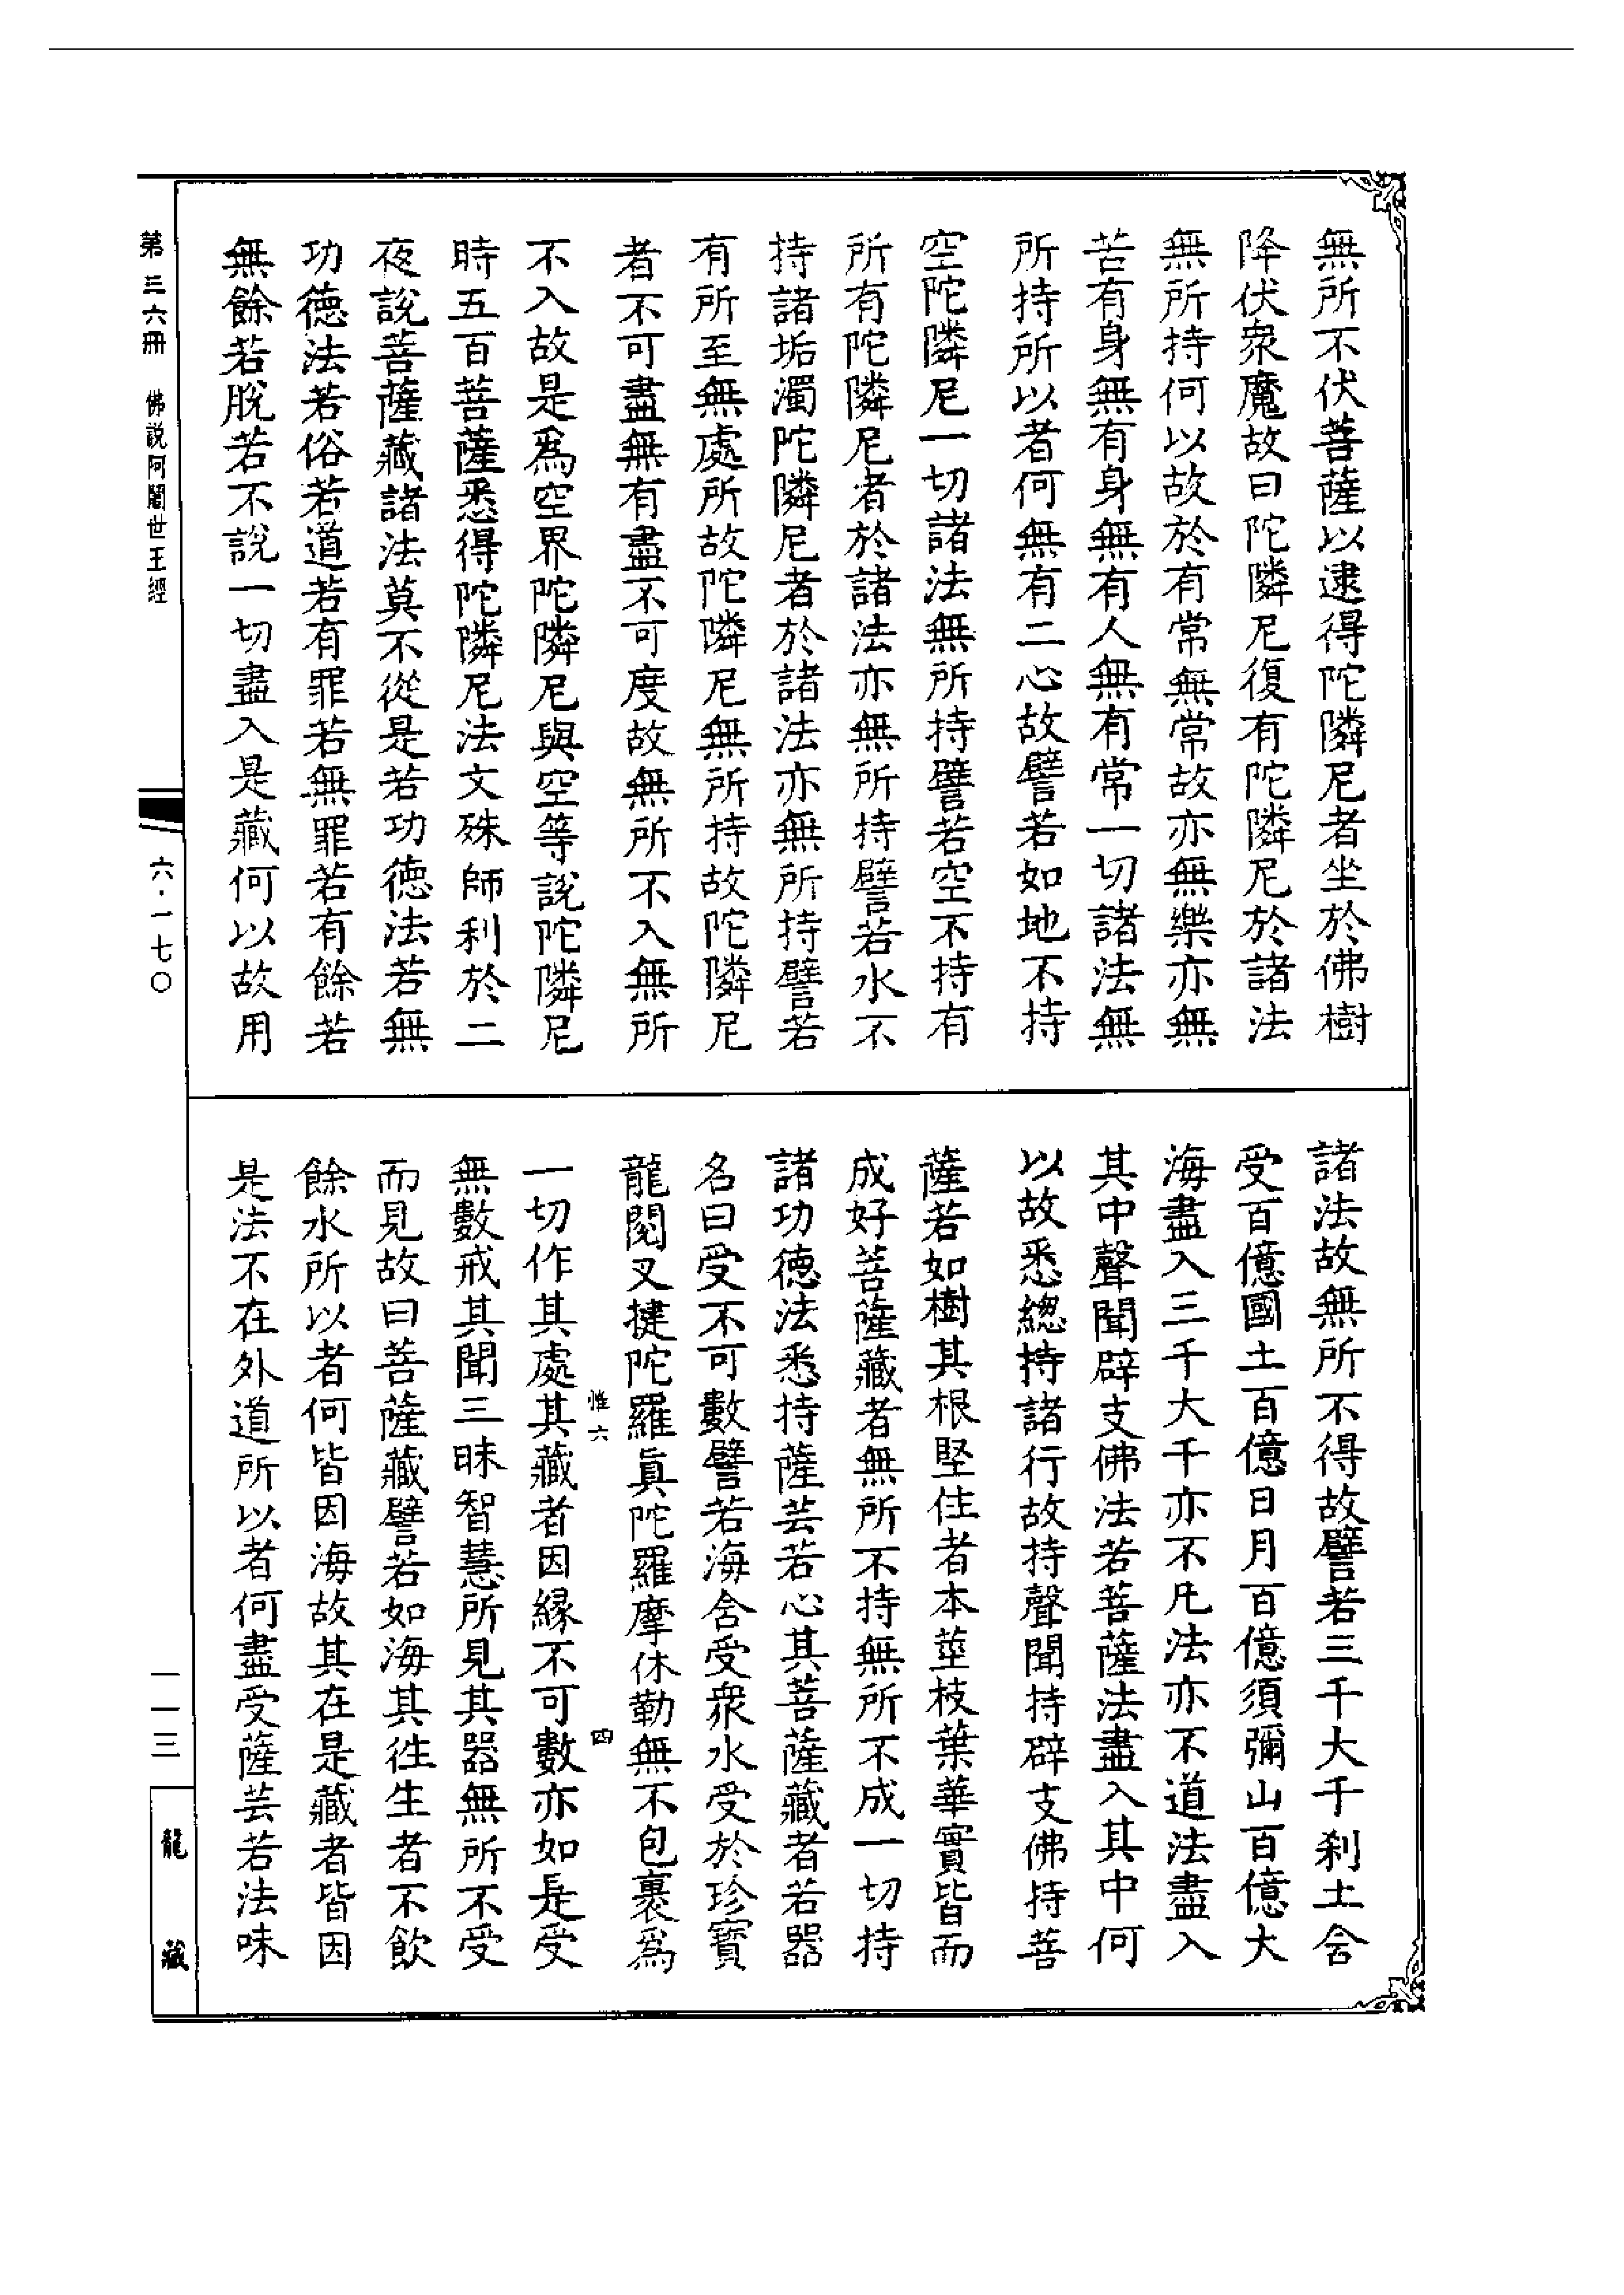 無所不伏菩薩以逮得陀隣尼者坐於佛樹
降伏衆魔故曰陀隣尼復有陀隣尼於諸法
無所持何以故於有常無常故亦無樂亦無
苦有身無有身無有人無有常一切諸法無
所持所以者何無有二心故譬若如地不持
空陀隣尼一切諸法無所持譬若空不持有
所有陀隣尼者於諸法亦無所持譬若水不
持諸垢濁陀隣尼者於諸法亦無所持譬若
有所至無處所故陀隣尼無所持故陀隣尼
者不可盡無有盡不可度故無所不入無所
不入故是爲空界陀隣尼與空等說陀隣尼
時五百菩薩悉得陀隣尼法文殊師利於二
夜說菩薩藏諸法莫不從是若功德法若無
功德法若俗若道若有罪若無罪若有餘若
無餘若脫若不說一切盡入是藏何以故用
諸法故無所不得故譬若三千大千刹土含
受百億國土百億日月百億須彌山百億大
海盡入三千大千亦不凡法亦不道法盡入
其中聲聞辟支佛法若菩薩法盡入其中何
以故悉總持諸行故持聲聞持辟支佛持菩
薩若如樹其根堅住者本莖枝葉華實皆而
成好菩薩藏者無所不持無所不成一切持
諸功德法悉持薩芸若心其菩薩藏者若器
名曰受不可數譬若海含受衆水受於珍寶
龍閱叉揵陀羅眞陀羅摩休勒無不包裹爲
惟六
四
一切作其處其藏者因緣不可數亦如是受
無數戒其聞三昧智慧所見其器無所不受
而見故曰菩薩藏譬若如海其往生者不飲
餘水所以者何皆因海故其在是藏者皆因
是法不在外道所以者何盡受薩芸若法味
第三六冊 佛説阿闍世王經
六·一七〇
一一三
龍藏